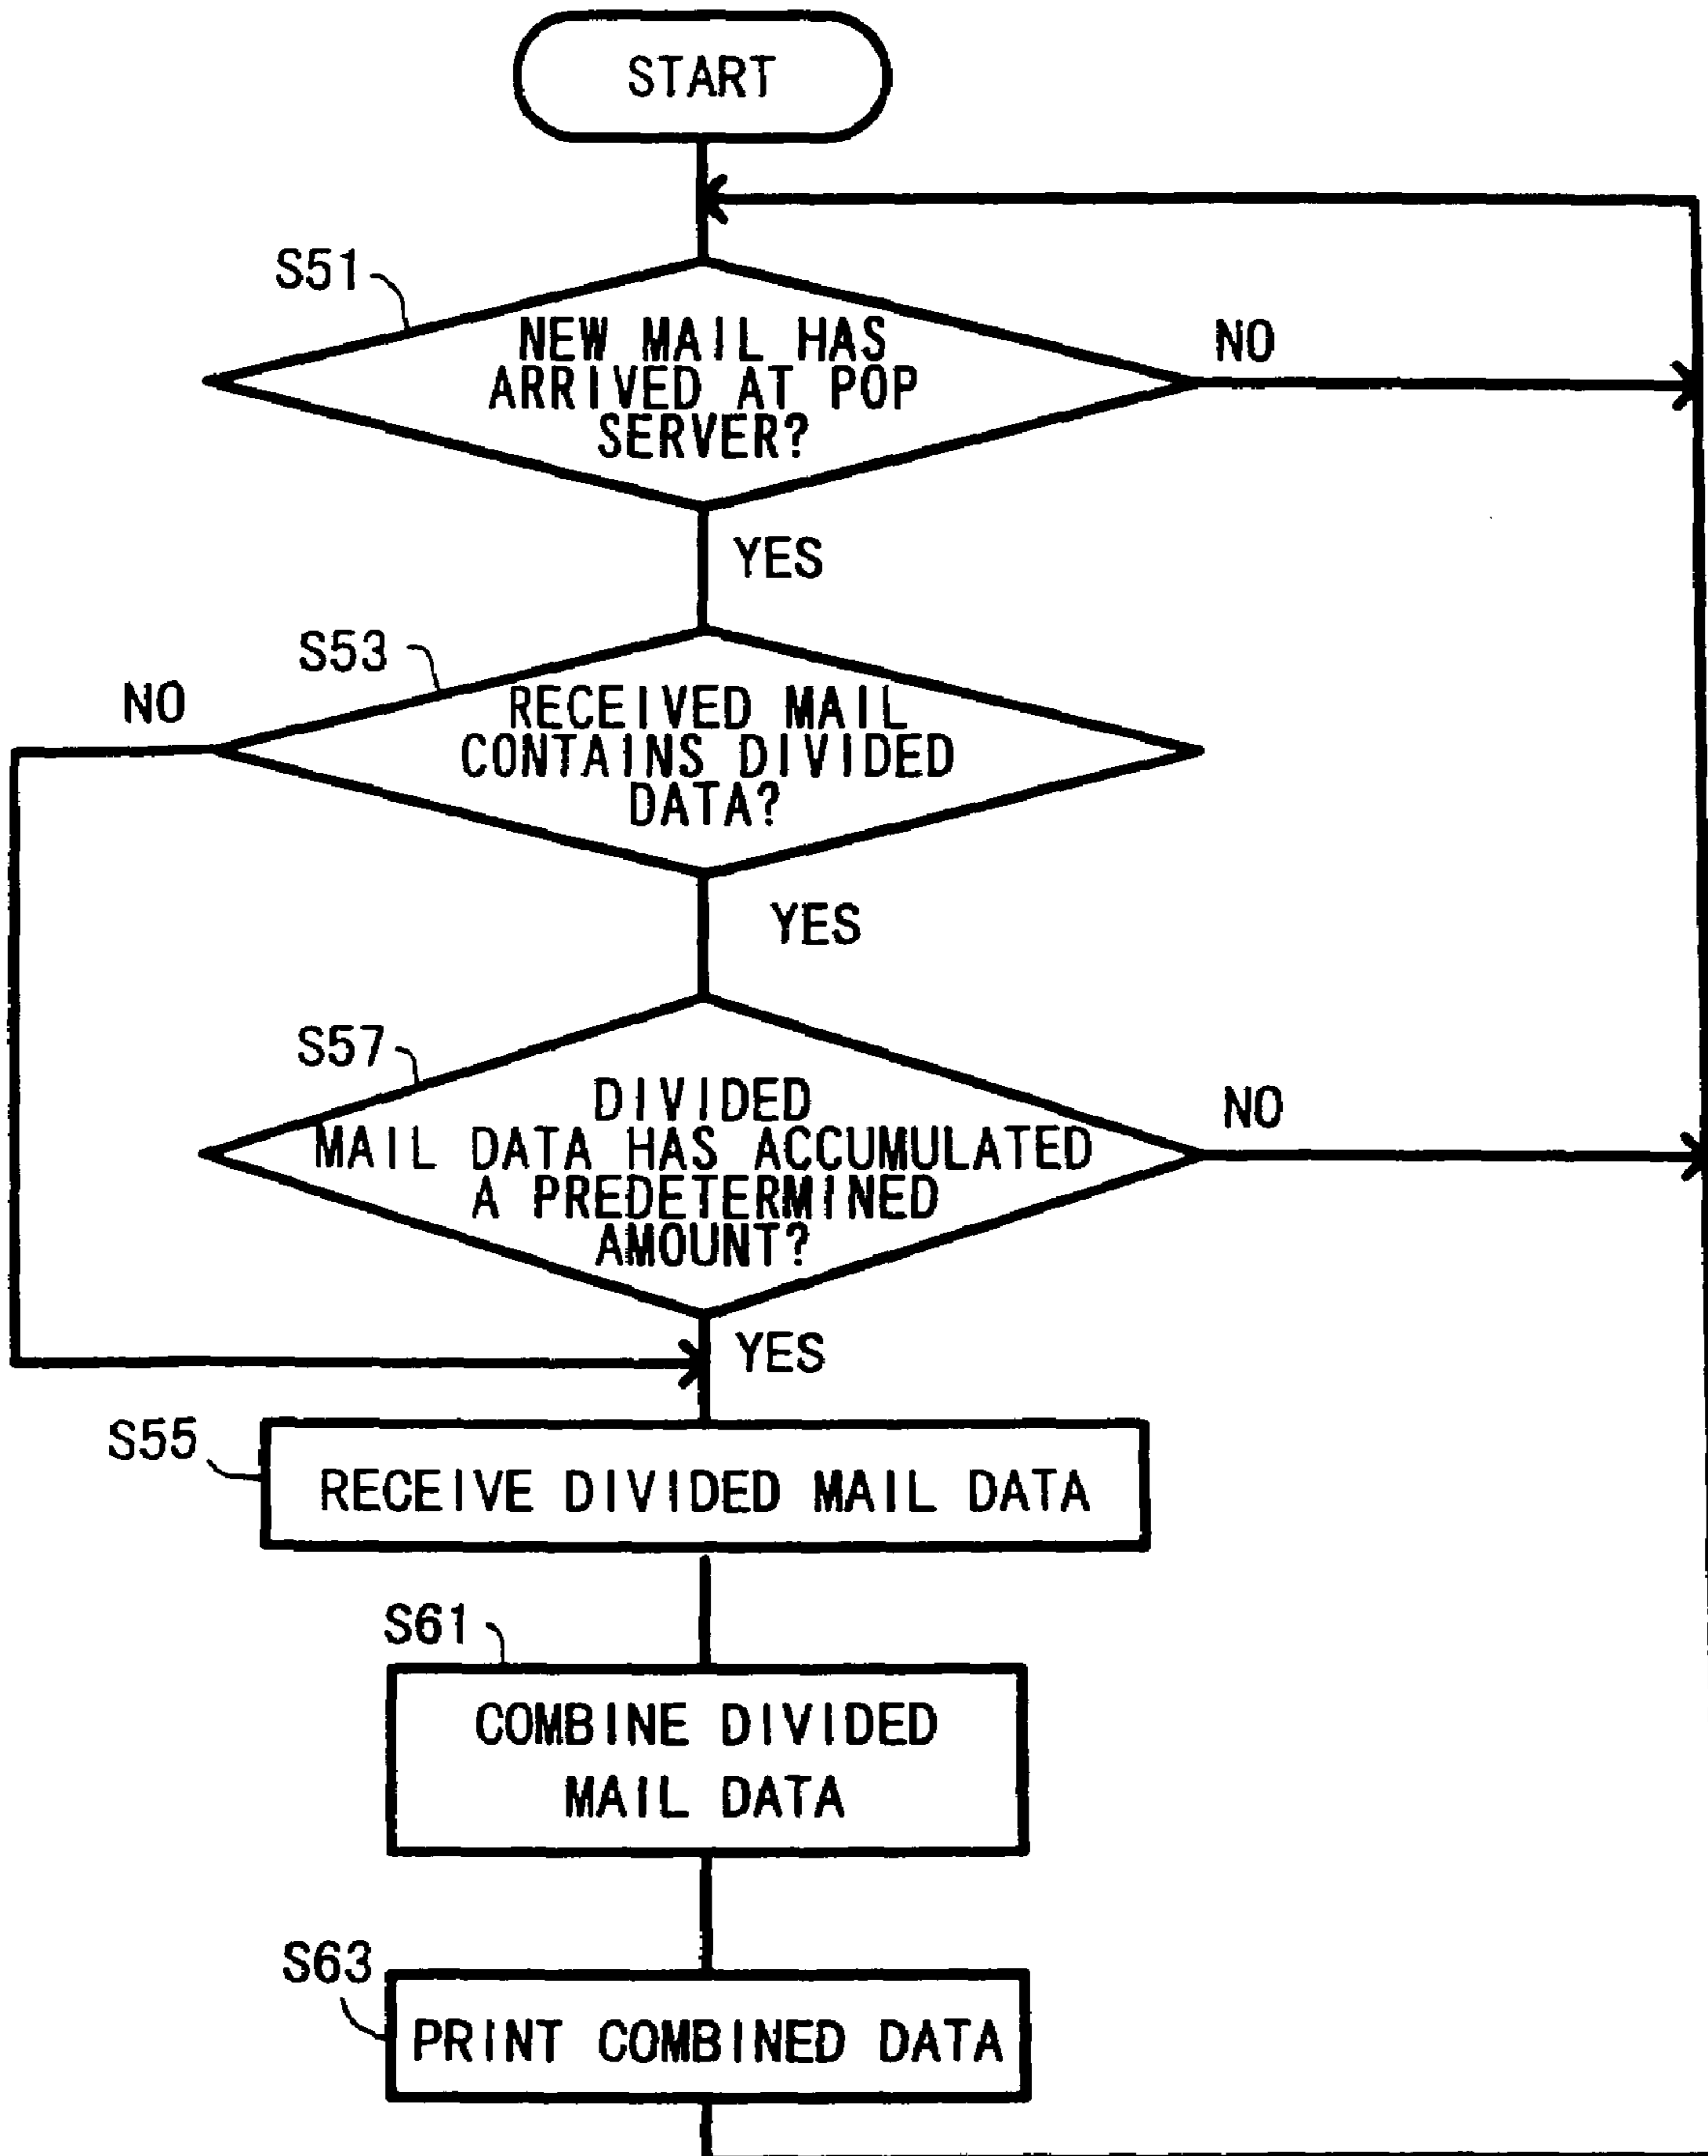 START
S51
NEW MAIL HAS
ARRIVED AT POP
SERVER?
NO
YES
S53
NO
RECEIVED MAIL
CONTAINS DIVIDED
DATA?
YES
S57
DIVIDED
MAIL DATA HAS ACCUMULATED
A PREDETERMINED
AMOUNT?
NO
YES
S55
RECEIVE DIVIDED MAIL DATA
S61
COMBINE DIVIDED
MAIL DATA
S63
PRINT COMBINED DATA